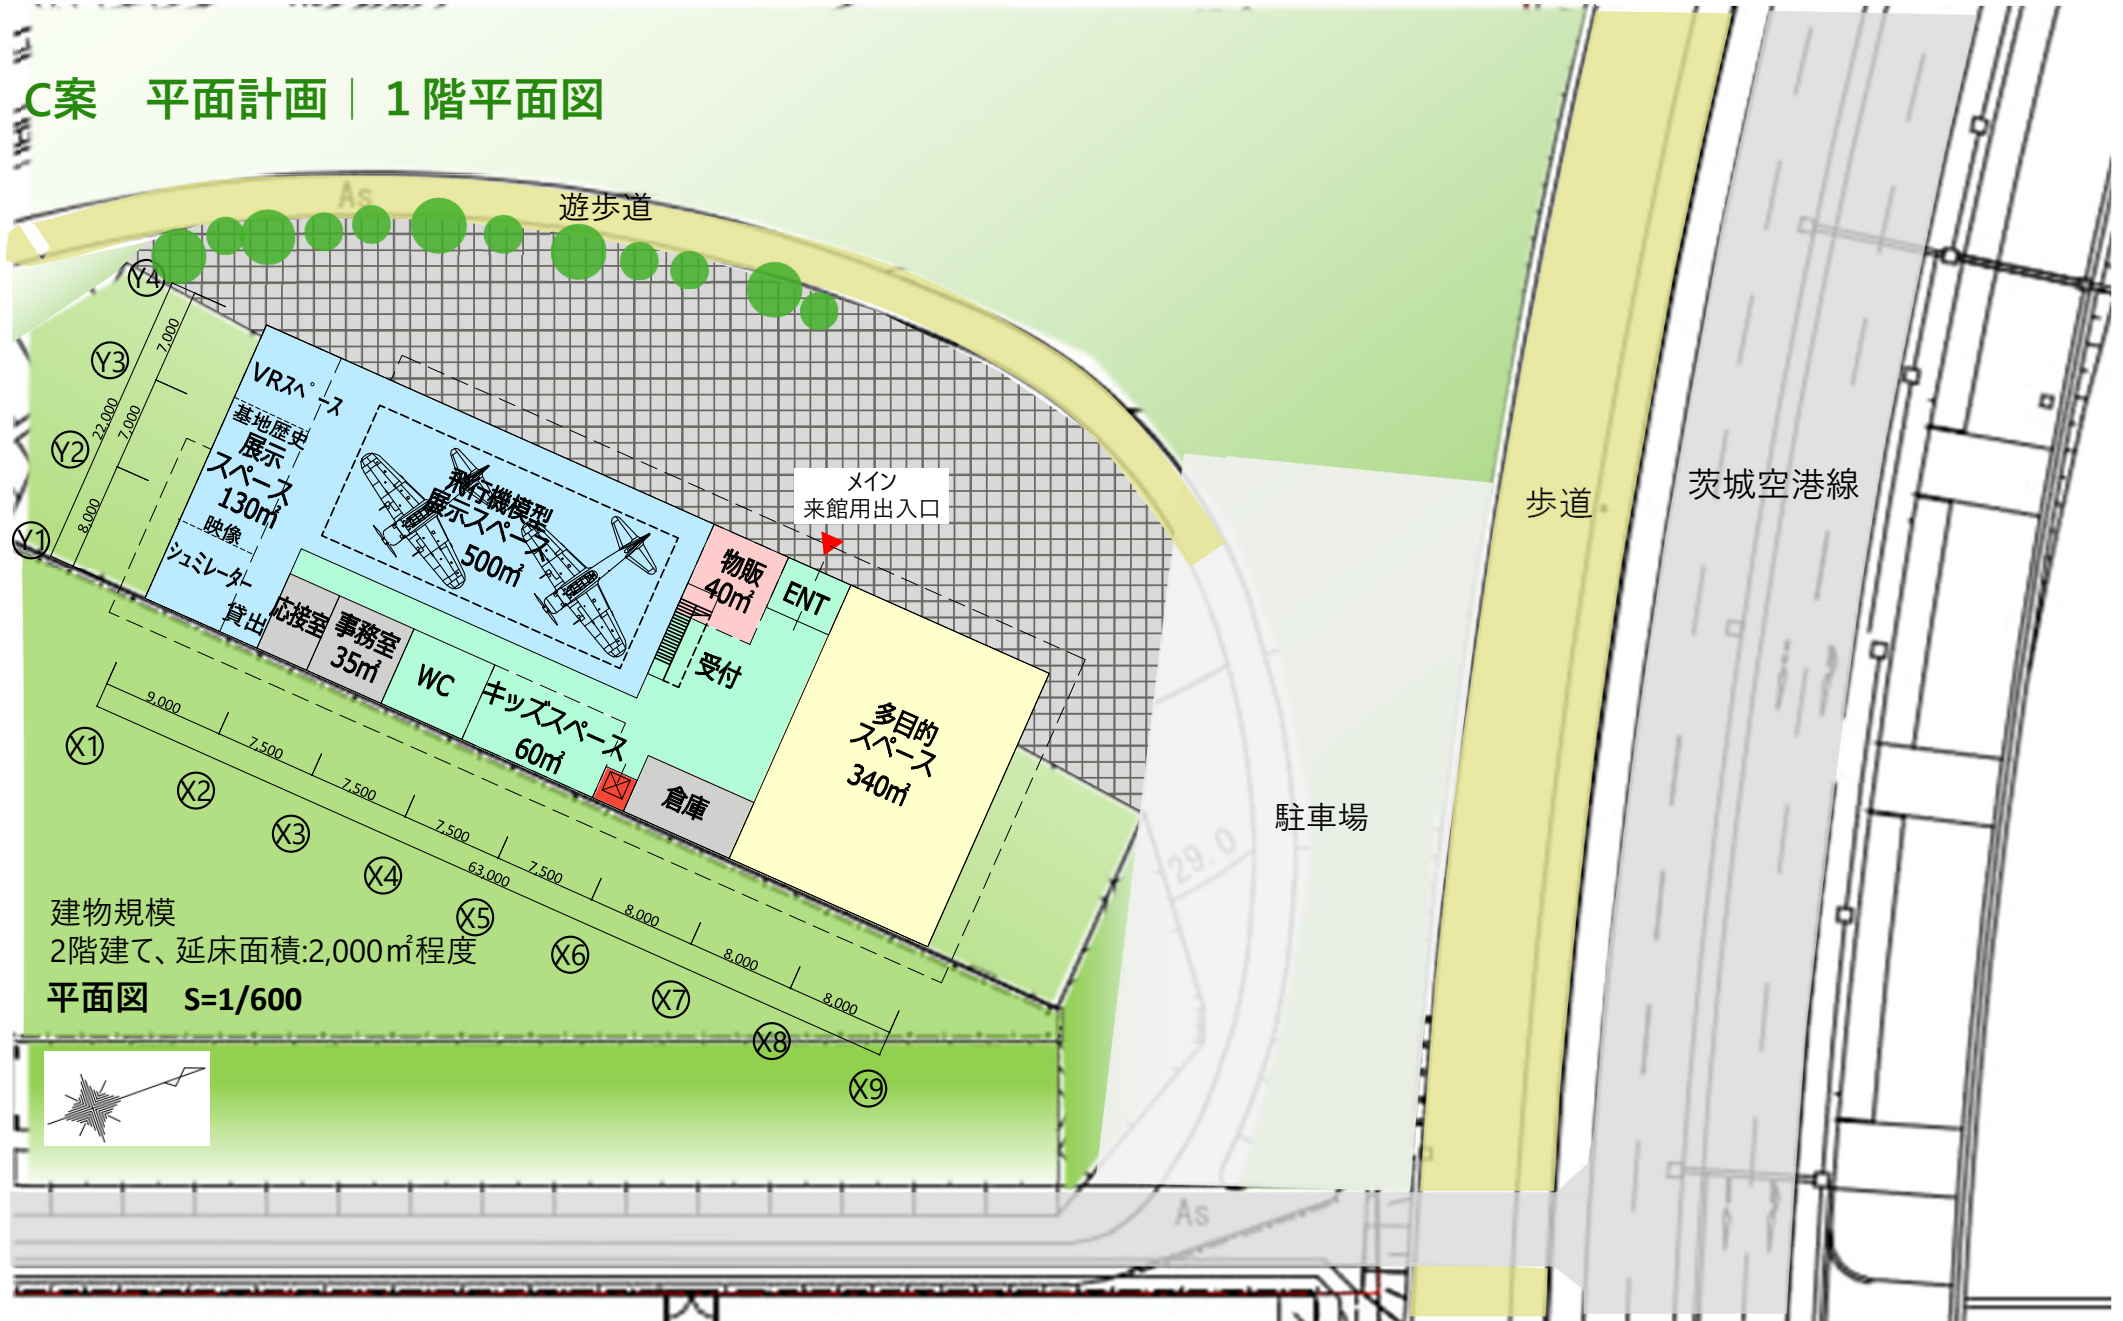 C案　平面計画｜１階平面図
As
遊歩道
Y4
Y3
Y2
Y1
7,000
7,000
8,000
22,000
VRスペース
基地歴史
展示
スペース
130㎡
映像
シュミレーター
貸出
飛行機模型
展示スペース
500㎡
応接室
事務室
35㎡
WC
キッズスペース
60㎡
物販
40㎡
ENT
受付
倉庫
多目的
スペース
340㎡
メイン
来館用出入口
歩道
茨城空港線
駐車場
29.0
9,000
7,500
7,500
7,500
7,500
8,000
8,000
8,000
63,000
X1
X2
X3
X4
X5
X6
X7
X8
X9
建物規模
2階建て、延床面積:2,000㎡程度
平面図　S=1/600
As